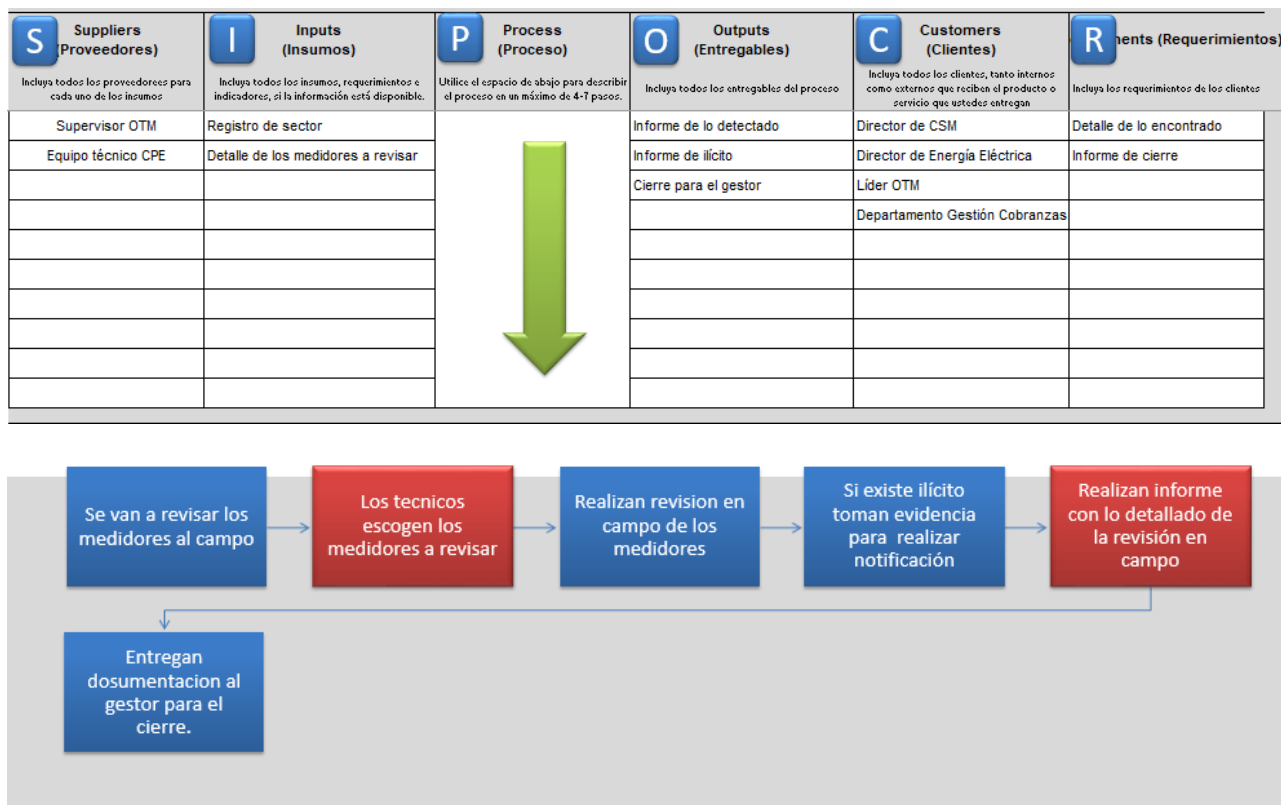 S Suppliers
(Proveedores)
I Inputs
(Insumos)
P Process
(Proceso)
O Outputs
(Entregables)
C Customers
(Clientes)
R nents (Requerimientos)
Incluya todos los proveedorees para
cada uno de los insumos
Incluya todos los insumos, requerimientos e
indicadores, si la información está disponible.
Utilice el espacio de abajo para describir
el proceso en un máximo de 4-7 pasos.
Incluya todos los entregables del proceso
Incluya todos los clientes, tanto internos
como externos que reciben el producto o
servicio que ustedes entregan
Incluya los requerimientos de los clientes
Supervisor OTM
Registro de sector
Informe de lo detectado
Director de CSM
Detalle de lo encontrado
Equipo técnico CPE
Detalle de los medidores a revisar
Informe de ilícito
Director de Energía Eléctrica
Informe de cierre
Cierre para el gestor
Líder OTM
Departamento Gestión Cobranzas
Se van a revisar los
medidores al campo
Los tecnicos
escogen los
medidores a revisar
Realizan revision en
campo de los
medidores
Si existe ilícito
toman evidencia
para realizar
notificación
Realizan informe
con lo detallado de
la revisión en
campo
Entregan
dosumentacion al
gestor para el
cierre.